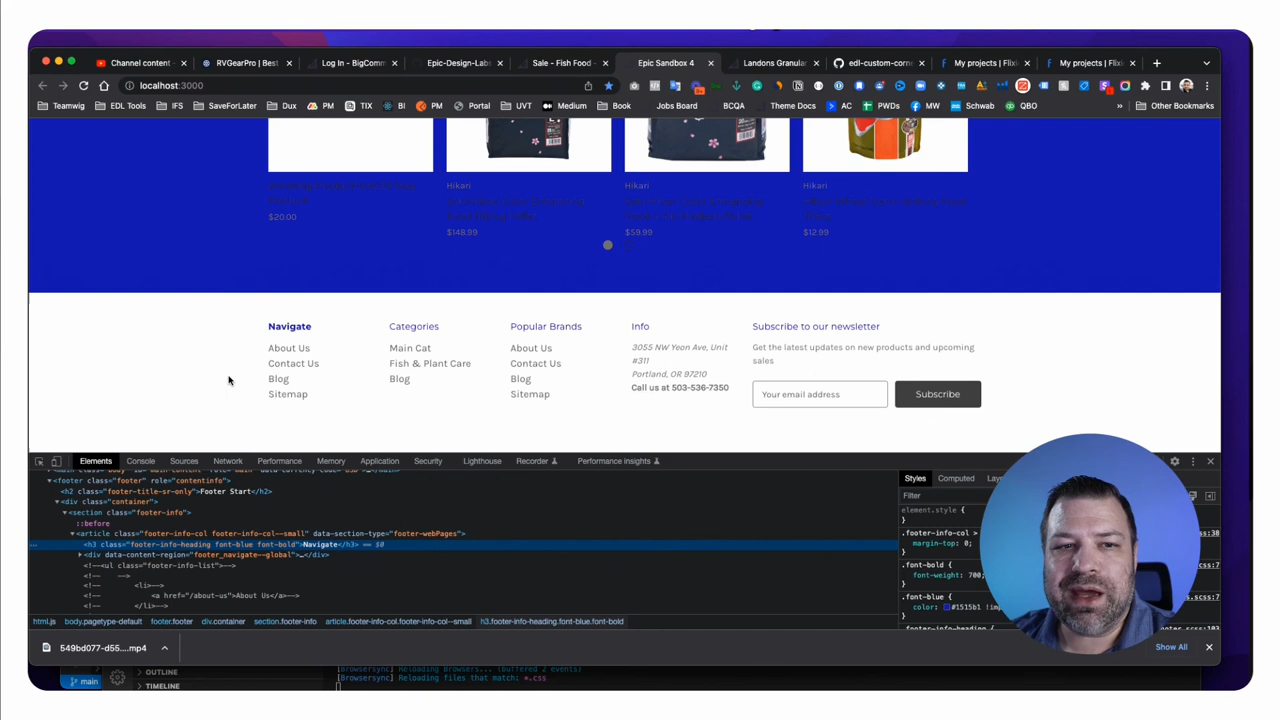 Channel content - RVGearPro | Best Log In - BigComm Epic-Design-Labs Sale - Fish Food - Epic Sandbox 4 Landons Granular edl-custom-corne My projects | Flixi My projects | Flixi
localhost:3000
Teamwig EDL Tools IFS SaveForLater Dux PM TIX BI PM Portal UVT Medium Book Jobs Board BCQA Theme Docs AC PWDs MW Schwab QBO » Other Bookmarks
Hikari Hikari Hikari
$20.00
$148.99 $59.99 $12.99
Navigate Categories Popular Brands Info Subscribe to our newsletter
About Us Main Cat About Us 3055 NW Yeon Ave, Unit Get the latest updates on new products and upcoming
Contact Us Fish & Plant Care Contact Us #311 sales
Blog Blog Blog Portland, OR 97210
Sitemap Sitemap Call us at 503-536-7350 Your email address Subscribe
Elements Console Sources Network Performance Memory Application Security Lighthouse Recorder Performance insights
<footer class="footer" role="contentinfo"> Styles Computed
<h2 class="footer-title-sr-only">Footer Start</h2> Filter
<div class="container">
<section class="footer-info"> element.style {
::before }
<article class="footer-info-col footer-info-col--small" data-section-type="footer-webPages"> .footer-info-col >
<h3 class="footer-info-heading font-blue font-bold">Navigate</h3> == $0 margin-top: 0;
<div data-content-region="footer_navigate--global">…</div> }
<!--<ul class="footer-info-list">--> .font-bold {
<!-- --> font-weight: 700;
<!-- <li>--> }
<!-- <a href="/about-us">About Us</a>--> .font-blue {
<!-- </li>--> color: #1515b1
html.js body.pagetype-default footer.footer div.container section.footer-info article.footer-info-col.footer-info-col--small h3.footer-info-heading.font-blue.font-bold
549bd077-d55....mp4 Show All
OUTLINE [Browsersync] Reloading Browsers... (buffered 2 events)
main TIMELINE [Browsersync] Reloading files that match: *.css